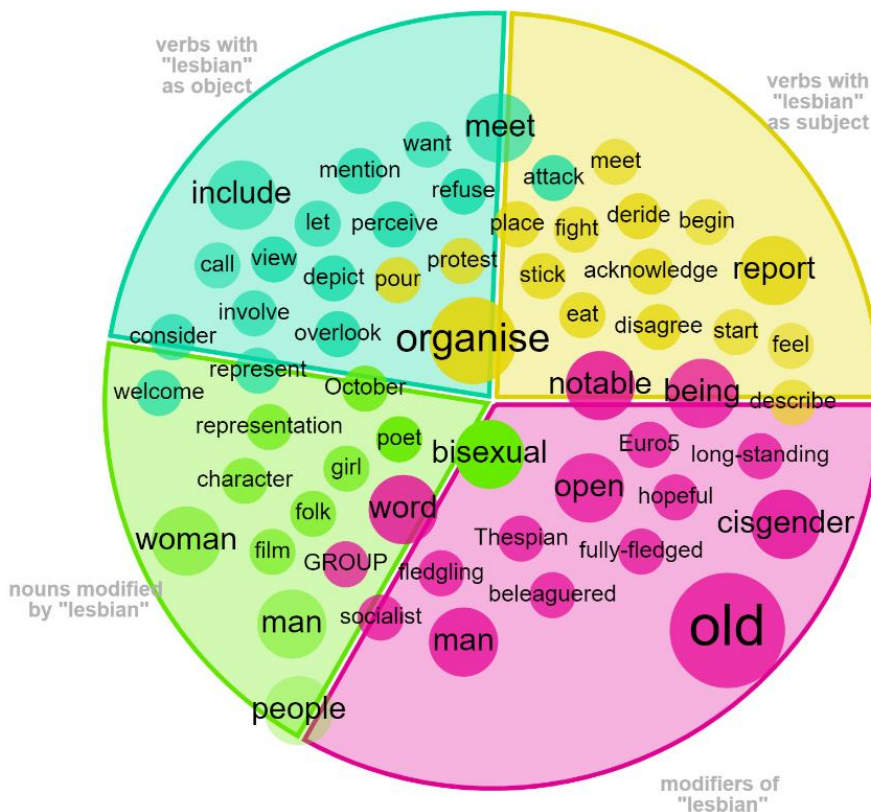 verbs with
"lesbian"
as object
verbs with
"lesbian"
as subject
meet
want
mention
meet
attack
include
refuse
let
perceive
place
fight
deride
begin
call
view
depict
pour
protest
stick
acknowledge
report
involve
eat
consider
overlook
organise
disagree
start
feel
represent
welcome
October
notable
being
describe
representation
poet
bisexual
Euro5
long-standing
character
girl
open
hopeful
word
cisgender
folk
woman
film
GROUP
Thespian
fully-fledged
fledgling
beleaguered
nouns modified
by "lesbian"
man
socialist
man
old
people
modifiers of
"lesbian"